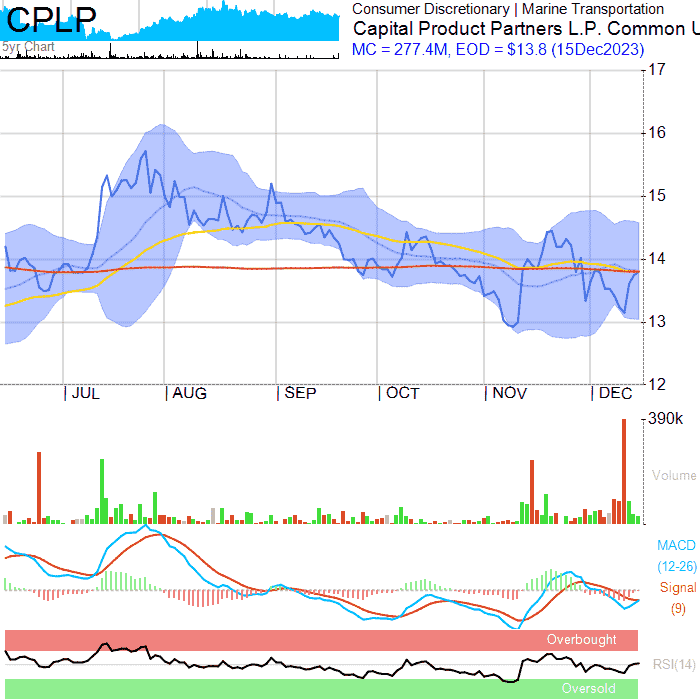 CPLP
5yr Chart
Consumer Discretionary | Marine Transportation
Capital Product Partners L.P. Common U
MC = 277.4M, EOD = $13.8 (15Dec2023)
17
16
15
14
13
12
JUL AUG SEP OCT NOV DEC
390k
Volume
MACD
(12-26)
Signal
(9)
Overbought
RSI(14)
Oversold